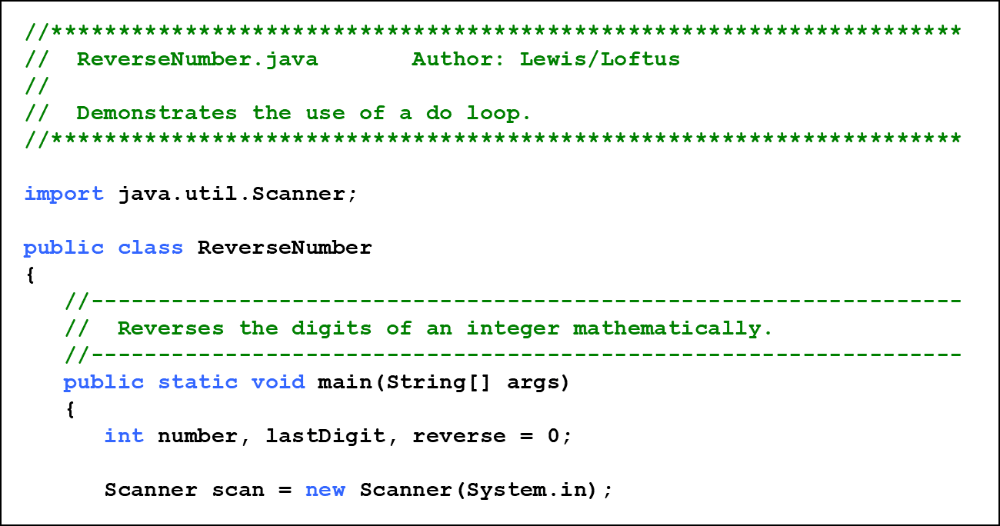 //********************************************************************
//  ReverseNumber.java       Author: Lewis/Loftus
//
//  Demonstrates the use of a do loop.
//********************************************************************
import java.util.Scanner;
public class ReverseNumber
{
   //-----------------------------------------------------------------
   //  Reverses the digits of an integer mathematically.
   //-----------------------------------------------------------------
   public static void main(String[] args)
   {
      int number, lastDigit, reverse = 0;
      Scanner scan = new Scanner(System.in);